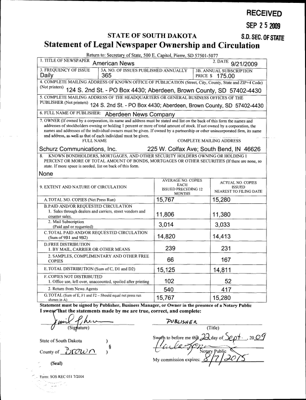 RECEIVED
SEP 25 2009
S.D. SEC. OF STATE
STATE OF SOUTH DAKOTA
Statement of Legal Newspaper Ownership and Circulation
Return to: Secretary of State, 500 E. Capitol, Pierre, SD 57501-5077
1. TITLE OF NEWSPAPER American News
2. DATE 9/21/2009
3. FREQUENCY OF ISSUE Daily
3A. NO. OF ISSUES PUBLISHED ANNUALLY 365
3B. ANNUAL SUBSCRIPTION PRICE $ 175.00
4. COMPLETE MAILING ADDRESS OF KNOWN OFFICE OF PUBLICATION (Street, City, County, State and ZIP+4 Code)
(Not printers) 124 S. 2nd St. - PO Box 4430; Aberdeen, Brown County, SD 57402-4430
5. COMPLETE MAILING ADDRESS OF THE HEADQUARTERS OF GENERAL BUSINESS OFFICES OF THE
PUBLISHER (Not printers) 124 S. 2nd St. - PO Box 4430; Aberdeen, Brown County, SD 57402-4430
6. FULL NAME OF PUBLISHER: Aberdeen News Company
7. OWNER (If owned by a corporation, its name and address must be stated and listed on the back of this form the names and
addresses of stockholders owning or holding 1 percent or more of total amount of stock. If not owned by a corporation, the
names and addresses of the individual owners must be given. If owned by a partnership or other unincorporated firm, its name
and address, as well as that of each individual must be given.)
FULL NAME
COMPLETE MAILING ADDRESS
Schurz Communications, Inc.
225 W. Colfax Ave; South Bend, IN 46626
8. KNOWN BONDHOLDERS, MORTGAGES, AND OTHER SECURITY HOLDERS OWNING OR HOLDING 1
PERCENT OR MORE OF TOTAL AMOUNT OF BONDS, MORTGAGES OR OTHER SECURITIES (If there are none, so
state. If more space is needed, list on back of this form.
None
9. EXTENT AND NATURE OF CIRCULATION
AVERAGE NO. COPIES EACH ISSUED PRECEDING 12 MONTHS
ACTUAL NO. COPIES ISSUED NEAREST TO FILING DATE
A. TOTAL NO. COPIES (Net Press Run) 15,767 15,280
B. PAID AND/OR REQUESTED CIRCULATION
1. Sales through dealers and carriers, street vendors and
counter sales. 11,806 11,380
2. Mail Subscription
(Paid and or requested) 3,014 3,033
C. TOTAL PAID AND/OR REQUESTED CIRCULATION
(Sum of 9B1 and 9B2) 14,820 14,413
D. FREE DISTRIBUTION
1. BY MAIL, CARRIER OR OTHER MEANS 239 231
2. SAMPLES, COMPLIMENTARY AND OTHER FREE
COPIES 66 167
E. TOTAL DISTRIBUTION (Sum of C, D1 and D2) 15,125 14,811
F. COPIES NOT DISTRIBUTED
1. Office use, left over, unaccounted, spoiled after printing 102 52
2. Return from News Agents 540 417
G. TOTAL (Sum of E, F1 and F2 - Should equal net press run
shown in A) 15,767 15,280
Statement must be signed by Publisher, Business Manager, or Owner in the presence of a Notary Public
I swear that the statements made by me are true, correct, and complete:
PUBLISHER
(Signature)
(Title)
State of South Dakota )
§
County of Brown )
Sworn to before me this 22 day of Sept 2009
Notary Public
(Seal)
My commission expires: 8/7/2015
Form: SOS REC 051 7/2004